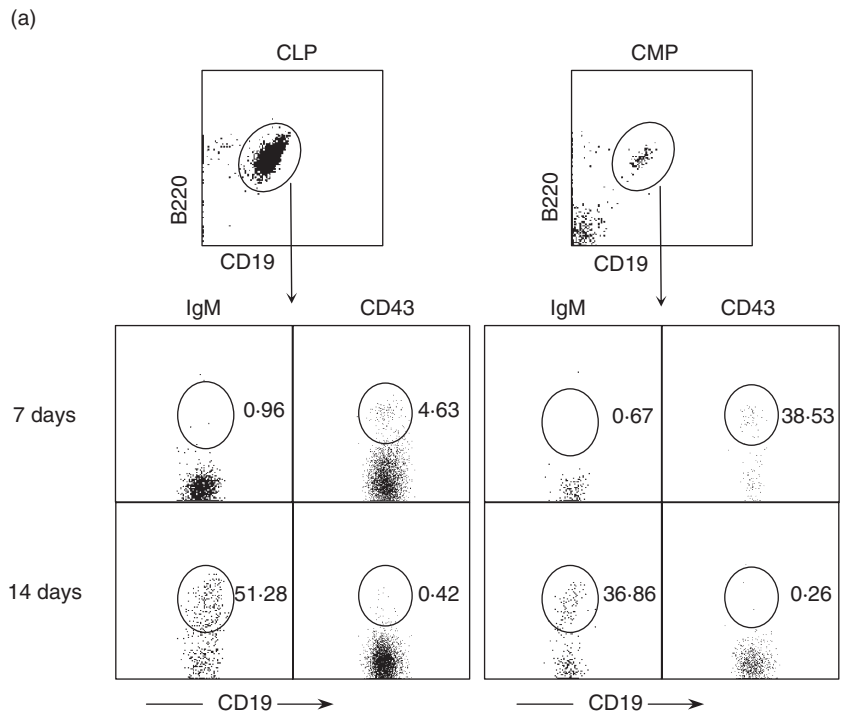 (a)
CLP CMP
B220 B220
CD19 CD19
IgM CD43 IgM CD43
7 days 0·96 4·63 0·67 38·53
14 days 51·28 0·42 36·86 0·26
CD19 CD19